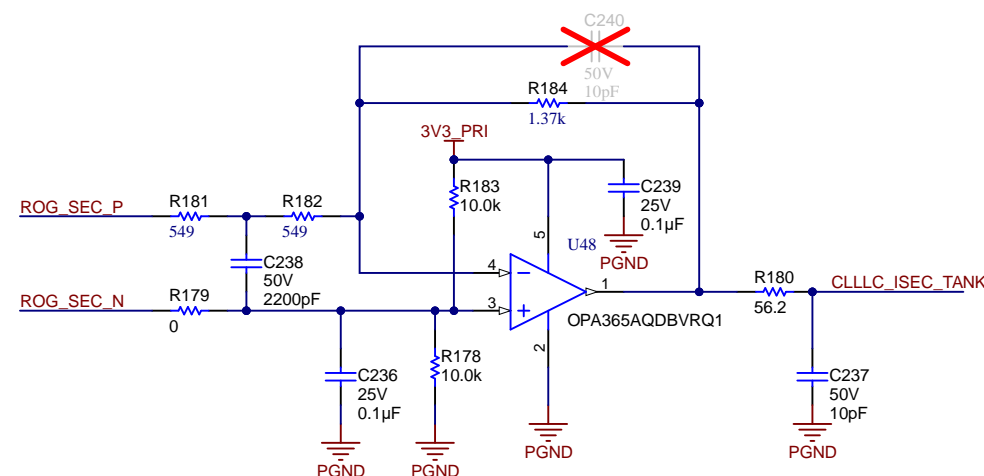 C240
50V
10pF
R184
1.37k
3V3_PRI
R183
10.0k
C239
25V
0.1µF
PGND
ROG_SEC_P
R181
549
R182
549
5
U48
4
C238
50V
2200pF
1
R180
56.2
CLLLC_ISEC_TANK
ROG_SEC_N
R179
0
3
OPA365AQDBVRQ1
2
C236
25V
0.1µF
R178
10.0k
C237
50V
10pF
PGND
PGND
PGND
PGND